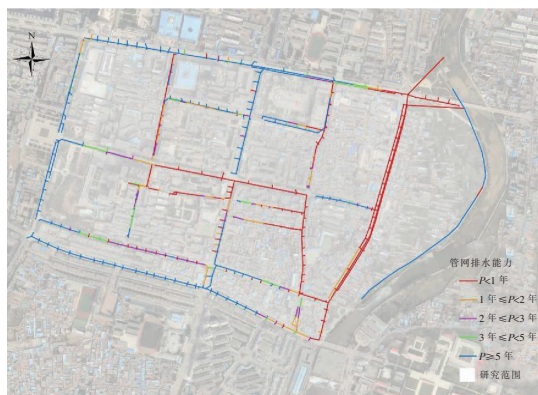 N
管网排水能力
P<1 年
1 年≤P<2 年
2 年≤P<3 年
3 年≤P<5 年
P≥5 年
研究范围